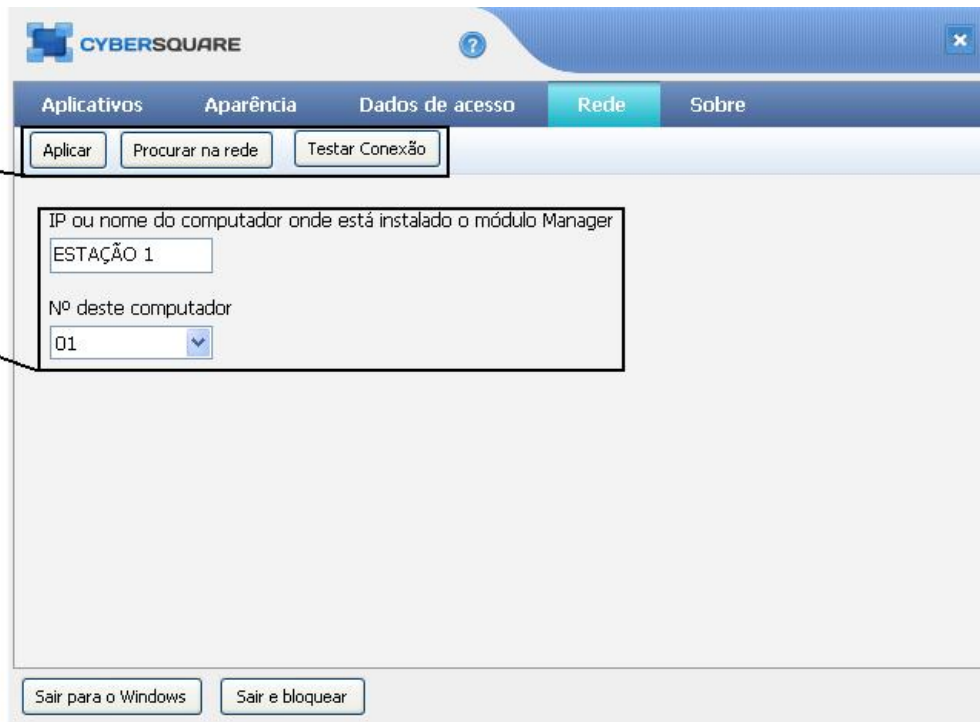 CYBERSQUARE
?
Aplicativos Aparência Dados de acesso Rede Sobre
Aplicar Procurar na rede Testar Conexão
IP ou nome do computador onde está instalado o módulo Manager
ESTAÇÃO 1
Nº deste computador
01
Sair para o Windows Sair e bloquear